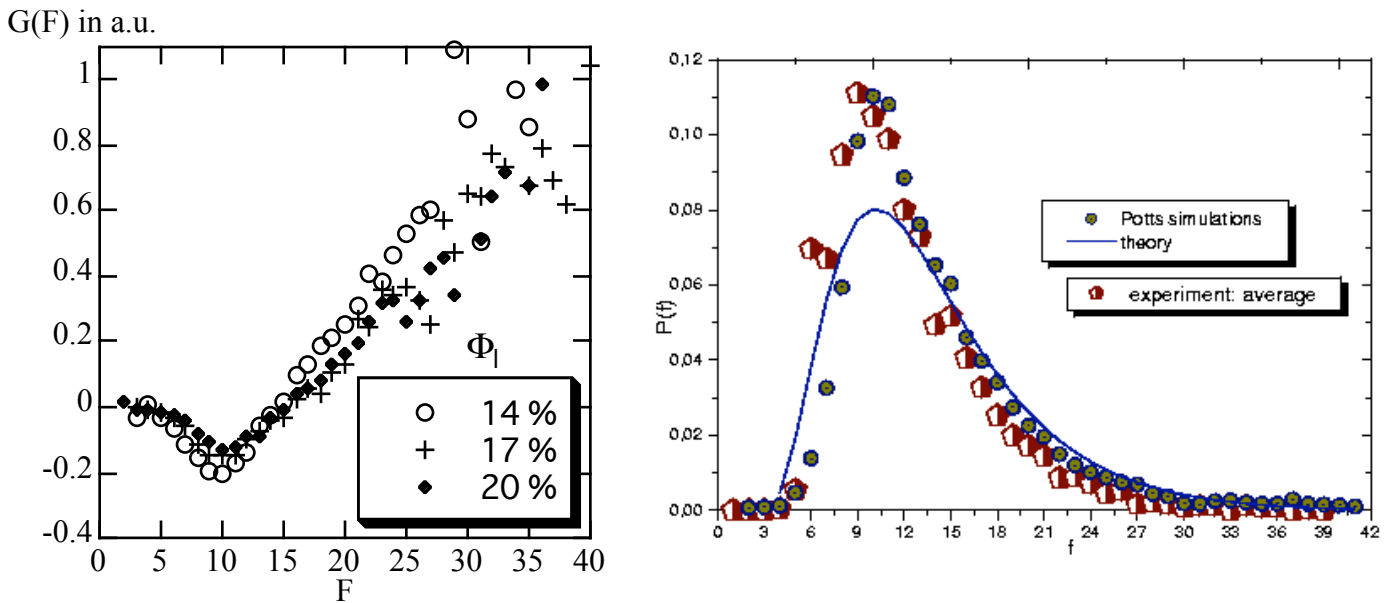 G(F) in a.u.
1
0.8
0.6
0.4
0.2
0
-0.2
-0.4
0 5 10 15 20 25 30 35 40
F
Φl
14 %
17 %
20 %
0,12
0,10
0,08
0,06
0,04
0,02
0,00
P(f)
0 3 6 9 12 15 18 21 24 27 30 33 36 39 42
f
Potts simulations
theory
experiment: average